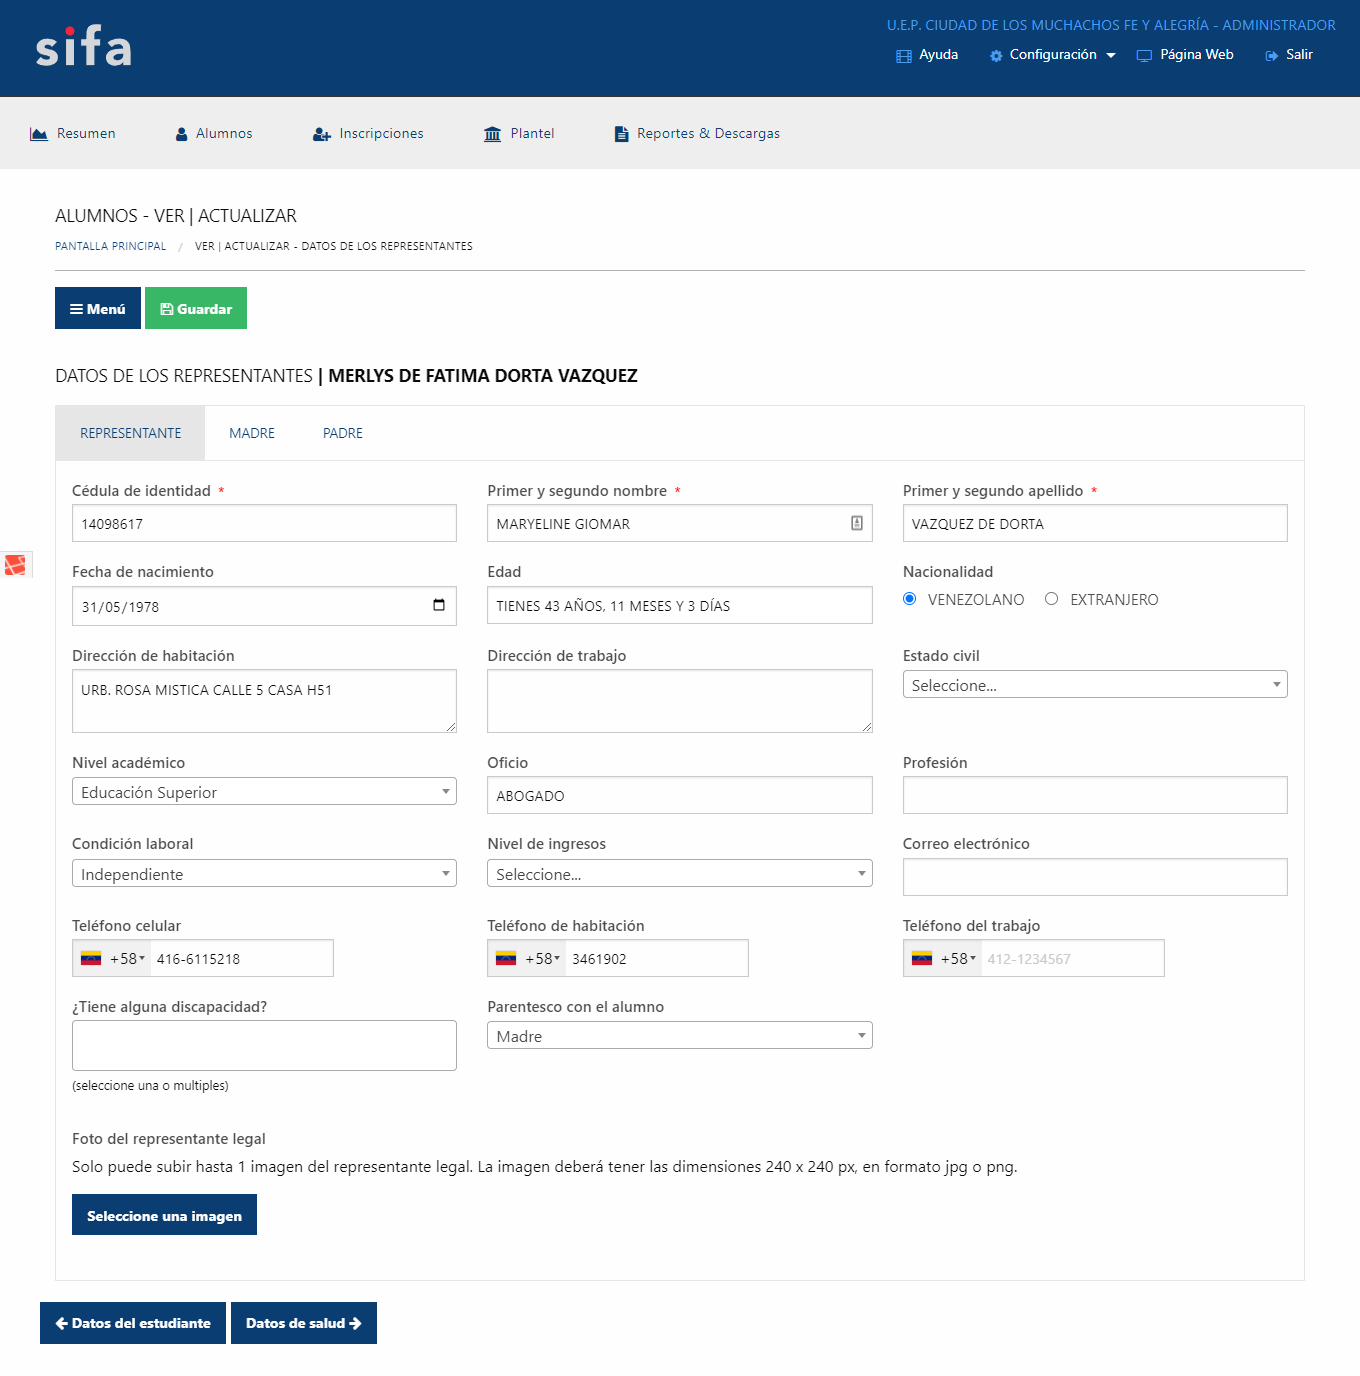 sifa
U.E.P. CIUDAD DE LOS MUCHACHOS FE Y ALEGRÍA - ADMINISTRADOR
Ayuda Configuración Página Web Salir
Resumen Alumnos Inscripciones Plantel Reportes & Descargas
ALUMNOS - VER | ACTUALIZAR
PANTALLA PRINCIPAL / VER | ACTUALIZAR - DATOS DE LOS REPRESENTANTES
Menú Guardar
DATOS DE LOS REPRESENTANTES | MERLYS DE FATIMA DORTA VAZQUEZ
REPRESENTANTE MADRE PADRE
Cédula de identidad * Primer y segundo nombre * Primer y segundo apellido *
14098617 MARYELINE GIOMAR VAZQUEZ DE DORTA
Fecha de nacimiento Edad Nacionalidad
31/05/1978 TIENES 43 AÑOS, 11 MESES Y 3 DÍAS VENEZOLANO EXTRANJERO
Dirección de habitación Dirección de trabajo Estado civil
URB. ROSA MISTICA CALLE 5 CASA H51 Seleccione...
Nivel académico Oficio Profesión
Educación Superior ABOGADO
Condición laboral Nivel de ingresos Correo electrónico
Independiente Seleccione...
Teléfono celular Teléfono de habitación Teléfono del trabajo
+58 416-6115218 +58 3461902 +58 412-1234567
¿Tiene alguna discapacidad? Parentesco con el alumno
Madre
(seleccione una o multiples)
Foto del representante legal
Solo puede subir hasta 1 imagen del representante legal. La imagen deberá tener las dimensiones 240 x 240 px, en formato jpg o png.
Seleccione una imagen
Datos del estudiante Datos de salud